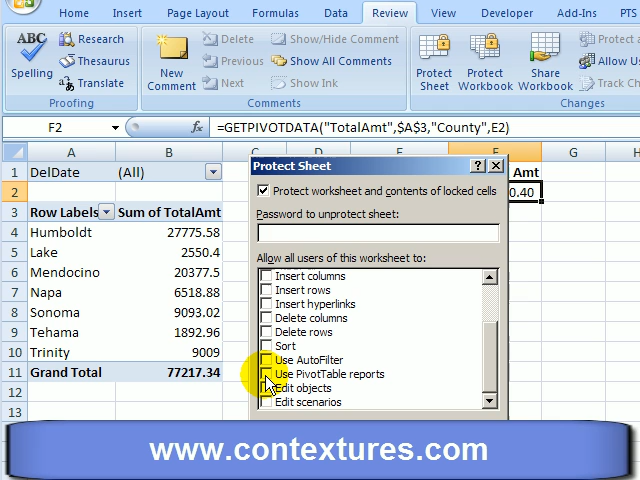 Home Insert Page Layout Formulas Data Review View Developer Add-Ins PTS
ABC
Spelling
Research
Thesaurus
Translate
Proofing
New
Comment
Delete
Previous
Next
Show/Hide Comment
Show All Comments
Show Ink
Comments
Protect
Sheet
Protect
Workbook
Share
Workbook
Protect
Allow Us
Track Ch
Changes
F2 fx =GETPIVOTDATA("TotalAmt",$A$3,"County",E2)
A B C D E F G H
1 DelDate (All) Amt
2 0.40
3 Row Labels Sum of TotalAmt
4 Humboldt 27775.58
5 Lake 2550.4
6 Mendocino 20377.5
7 Napa 6518.88
8 Sonoma 9093.02
9 Tehama 1892.96
10 Trinity 9009
11 Grand Total 77217.34
12
13
Protect Sheet
Protect worksheet and contents of locked cells
Password to unprotect sheet:
Allow all users of this worksheet to:
Insert columns
Insert rows
Insert hyperlinks
Delete columns
Delete rows
Sort
Use AutoFilter
Use PivotTable reports
Edit objects
Edit scenarios
www.contextures.com